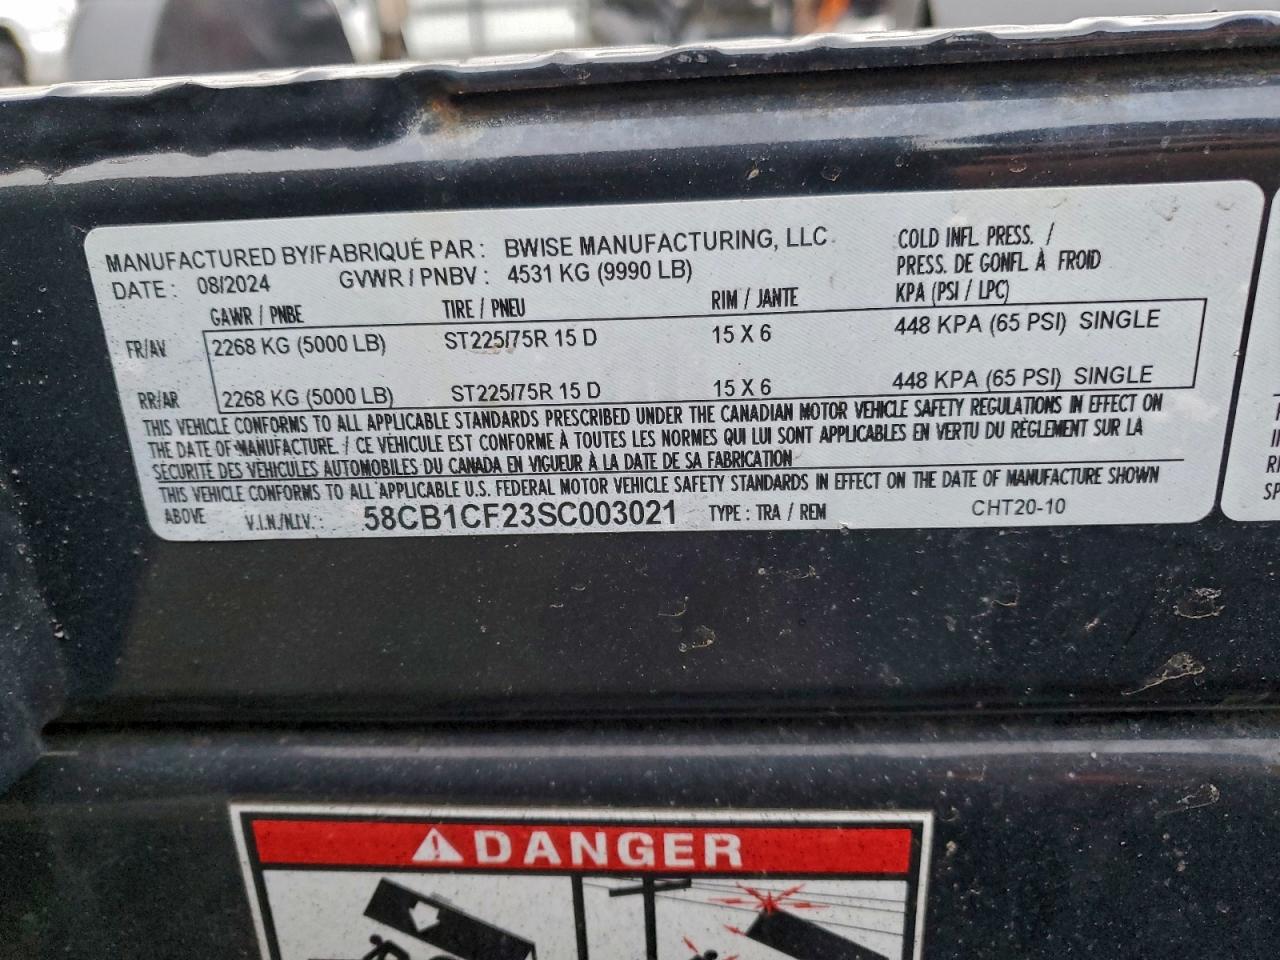 MANUFACTURED BY/FABRIQUÉ PAR : BWISE MANUFACTURING, LLC
DATE : 08/2024 GVWR / PNBV : 4531 KG (9990 LB)
COLD INFL PRESS. /
PRESS. DE GONFL À FROID
KPA (PSI / LPC)
GAWR / PNBE TIRE / PNEU RIM / JANTE
FR/AV 2268 KG (5000 LB) ST225/75R 15 D 15 X 6 448 KPA (65 PSI) SINGLE
RR/AR 2268 KG (5000 LB) ST225/75R 15 D 15 X 6 448 KPA (65 PSI) SINGLE
THIS VEHICLE CONFORMS TO ALL APPLICABLE STANDARDS PRESCRIBED UNDER THE CANADIAN MOTOR VEHICLE SAFETY REGULATIONS IN EFFECT ON
THE DATE OF MANUFACTURE. / CE VÉHICULE EST CONFORME À TOUTES LES NORMES QUI LUI SONT APPLICABLES EN VERTU DU RÈGLEMENT SUR LA
SÉCURITÉ DES VÉHICULES AUTOMOBILES DU CANADA EN VIGUEUR À LA DATE DE SA FABRICATION
THIS VEHICLE CONFORMS TO ALL APPLICABLE U.S. FEDERAL MOTOR VEHICLE SAFETY STANDARDS IN EFFECT ON THE DATE OF MANUFACTURE SHOWN
ABOVE V.I.N./N.I.V.: 58CB1CF23SC003021 TYPE : TRA / REM CHT20-10
DANGER